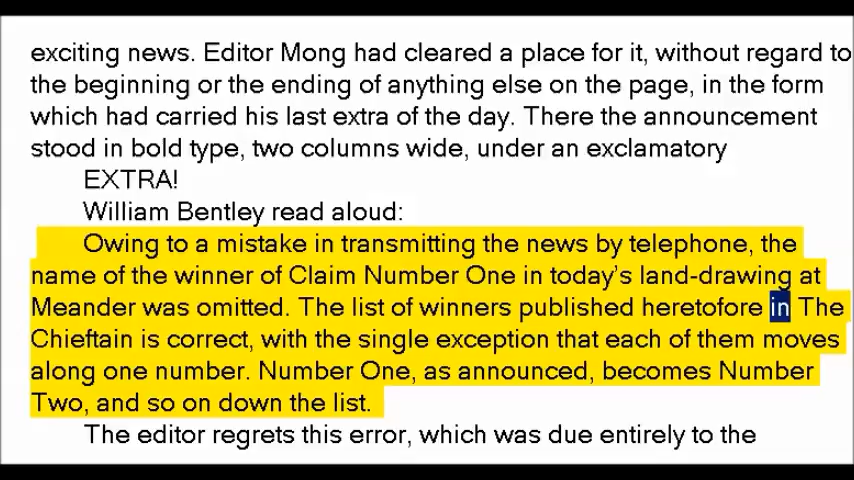 exciting news. Editor Mong had cleared a place for it, without regard to
the beginning or the ending of anything else on the page, in the form
which had carried his last extra of the day. There the announcement
stood in bold type, two columns wide, under an exclamatory
EXTRA!
William Bentley read aloud:
Owing to a mistake in transmitting the news by telephone, the
name of the winner of Claim Number One in today’s land-drawing at
Meander was omitted. The list of winners published heretofore in The
Chieftain is correct, with the single exception that each of them moves
along one number. Number One, as announced, becomes Number
Two, and so on down the list.
The editor regrets this error, which was due entirely to the